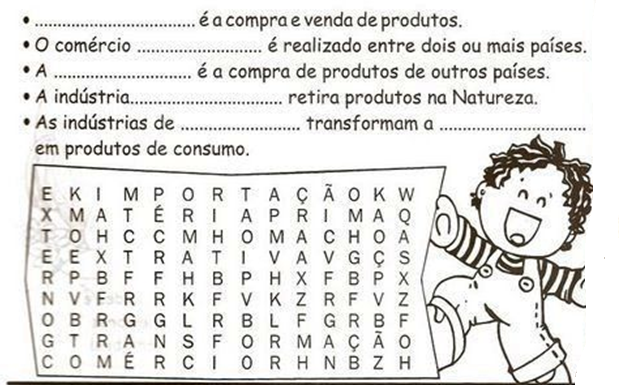 • .................................. é a compra e venda de produtos.
• O comércio .......................... é realizado entre dois ou mais países.
• A ............................. é a compra de produtos de outros países.
• A indústria................................ retira produtos na Natureza.
• As indústrias de ......................... transformam a ...............................
em produtos de consumo.
E K I M P O R T A Ç Ã O K W
X M A T É R I A P R I M A Q
T O H C C M H O M A C H O A
E E X T R A T I V A V G Ç S
R P B F F H B P H X F B P X
N V F R R K F V K Z R F V Z
O B R G G L R B L F G R B F
G T R A N S F O R M A Ç Ã O
C O M É R C I O R H N B Z H